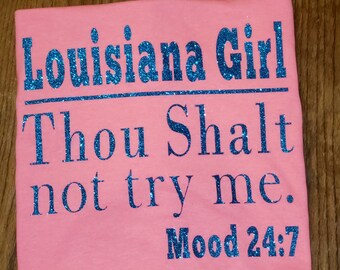 Louisiana Girl
Thou Shalt
not try me.
Mood 24:7